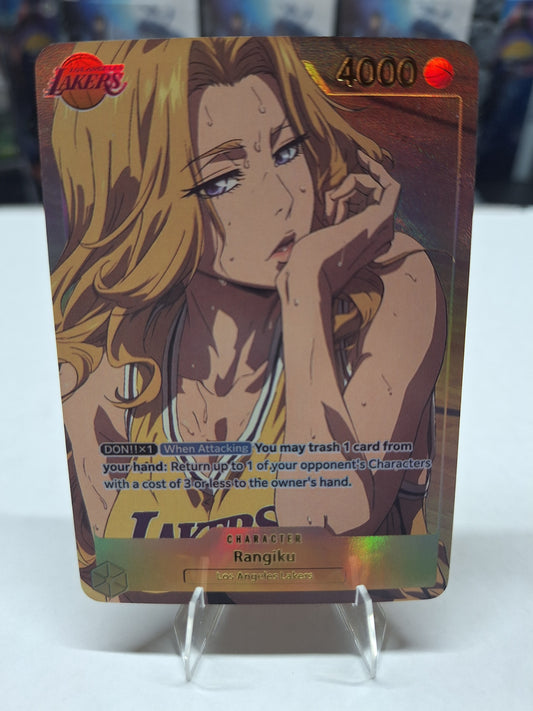 LOS ANGELES
LAKERS
4000
DON!!×1 When Attacking You may trash 1 card from
your hand: Return up to 1 of your opponent's Characters
with a cost of 3 or less to the owner's hand.
LAKERS
CHARACTER
Rangiku
Los Angeles Lakers